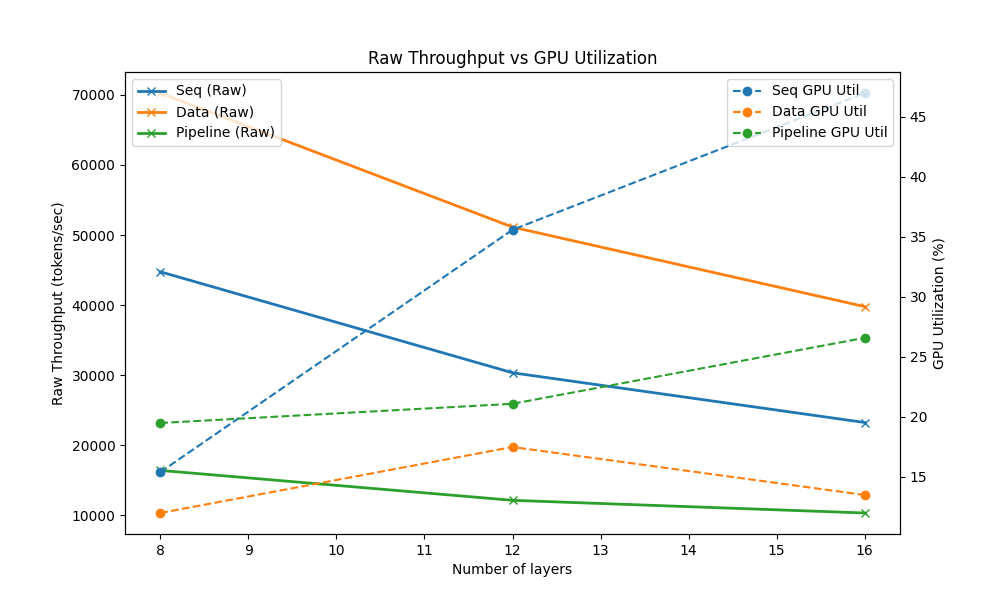 Raw Throughput vs GPU Utilization
Seq (Raw)
Data (Raw)
Pipeline (Raw)
Seq GPU Util
Data GPU Util
Pipeline GPU Util
Raw Throughput (tokens/sec)
70000
60000
50000
40000
30000
20000
10000
GPU Utilization (%)
45
40
35
30
25
20
15
8 9 10 11 12 13 14 15 16
Number of layers